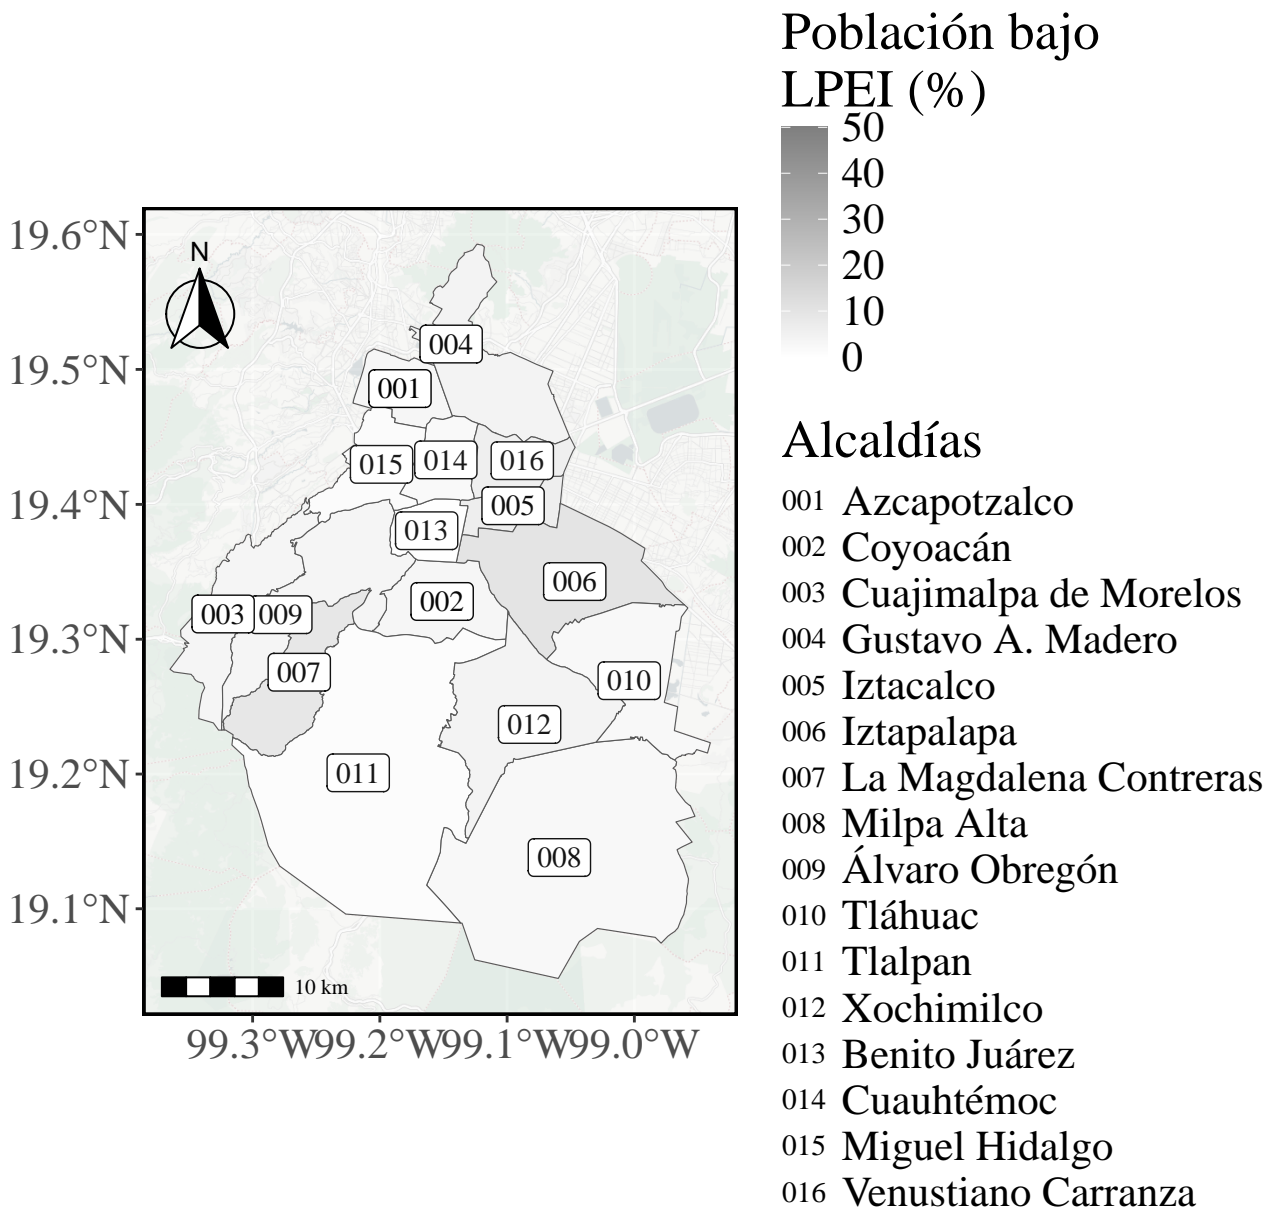 Población bajo
LPEI (%)
50
40
30
20
10
0
19.6°N
19.5°N
19.4°N
19.3°N
19.2°N
19.1°N
N
004
001
015
014
016
005
013
006
002
003
009
007
010
012
011
008
10 km
99.3°W
99.2°W
99.1°W
99.0°W
Alcaldías
001 Azcapotzalco
002 Coyoacán
003 Cuajimalpa de Morelos
004 Gustavo A. Madero
005 Iztacalco
006 Iztapalapa
007 La Magdalena Contreras
008 Milpa Alta
009 Álvaro Obregón
010 Tláhuac
011 Tlalpan
012 Xochimilco
013 Benito Juárez
014 Cuauhtémoc
015 Miguel Hidalgo
016 Venustiano Carranza